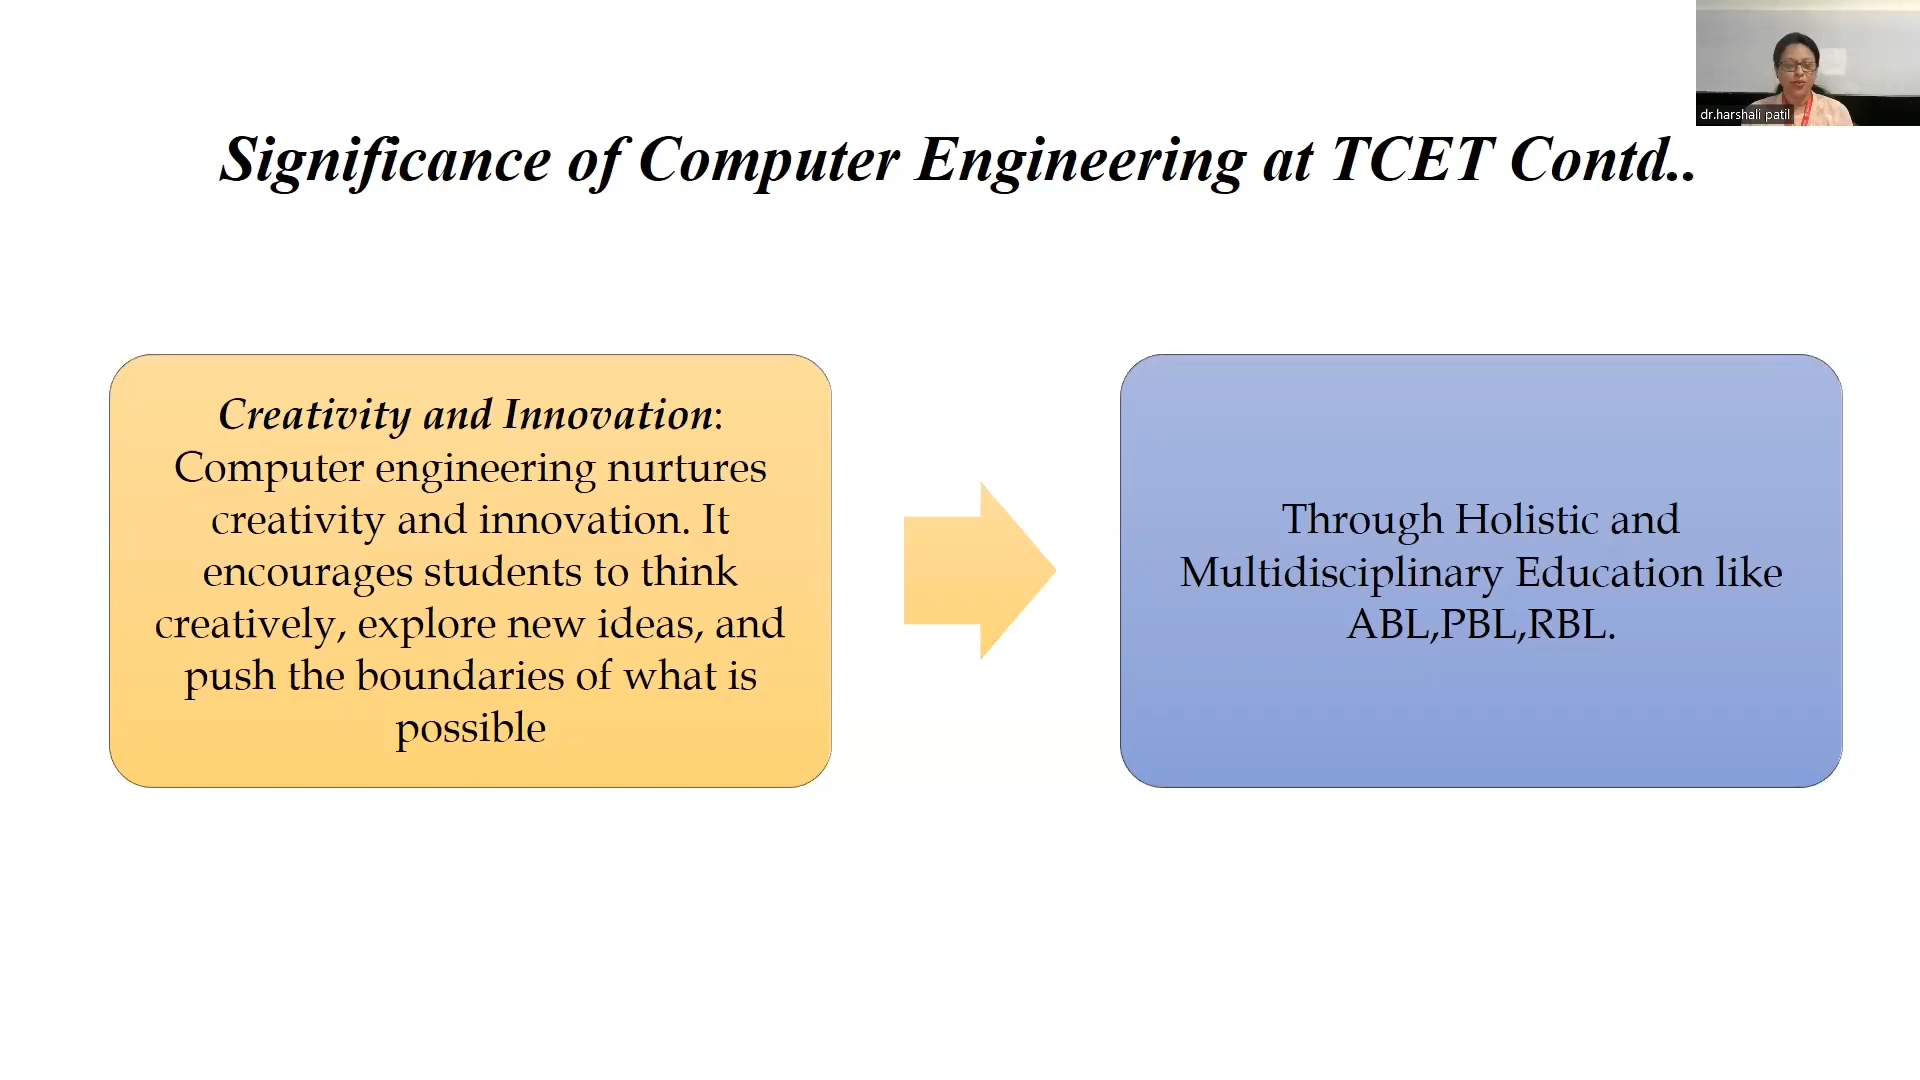 dr.harshali patil
Significance of Computer Engineering at TCET Contd..
Creativity and Innovation:
Computer engineering nurtures
creativity and innovation. It
encourages students to think
creatively, explore new ideas, and
push the boundaries of what is
possible
Through Holistic and
Multidisciplinary Education like
ABL,PBL,RBL.